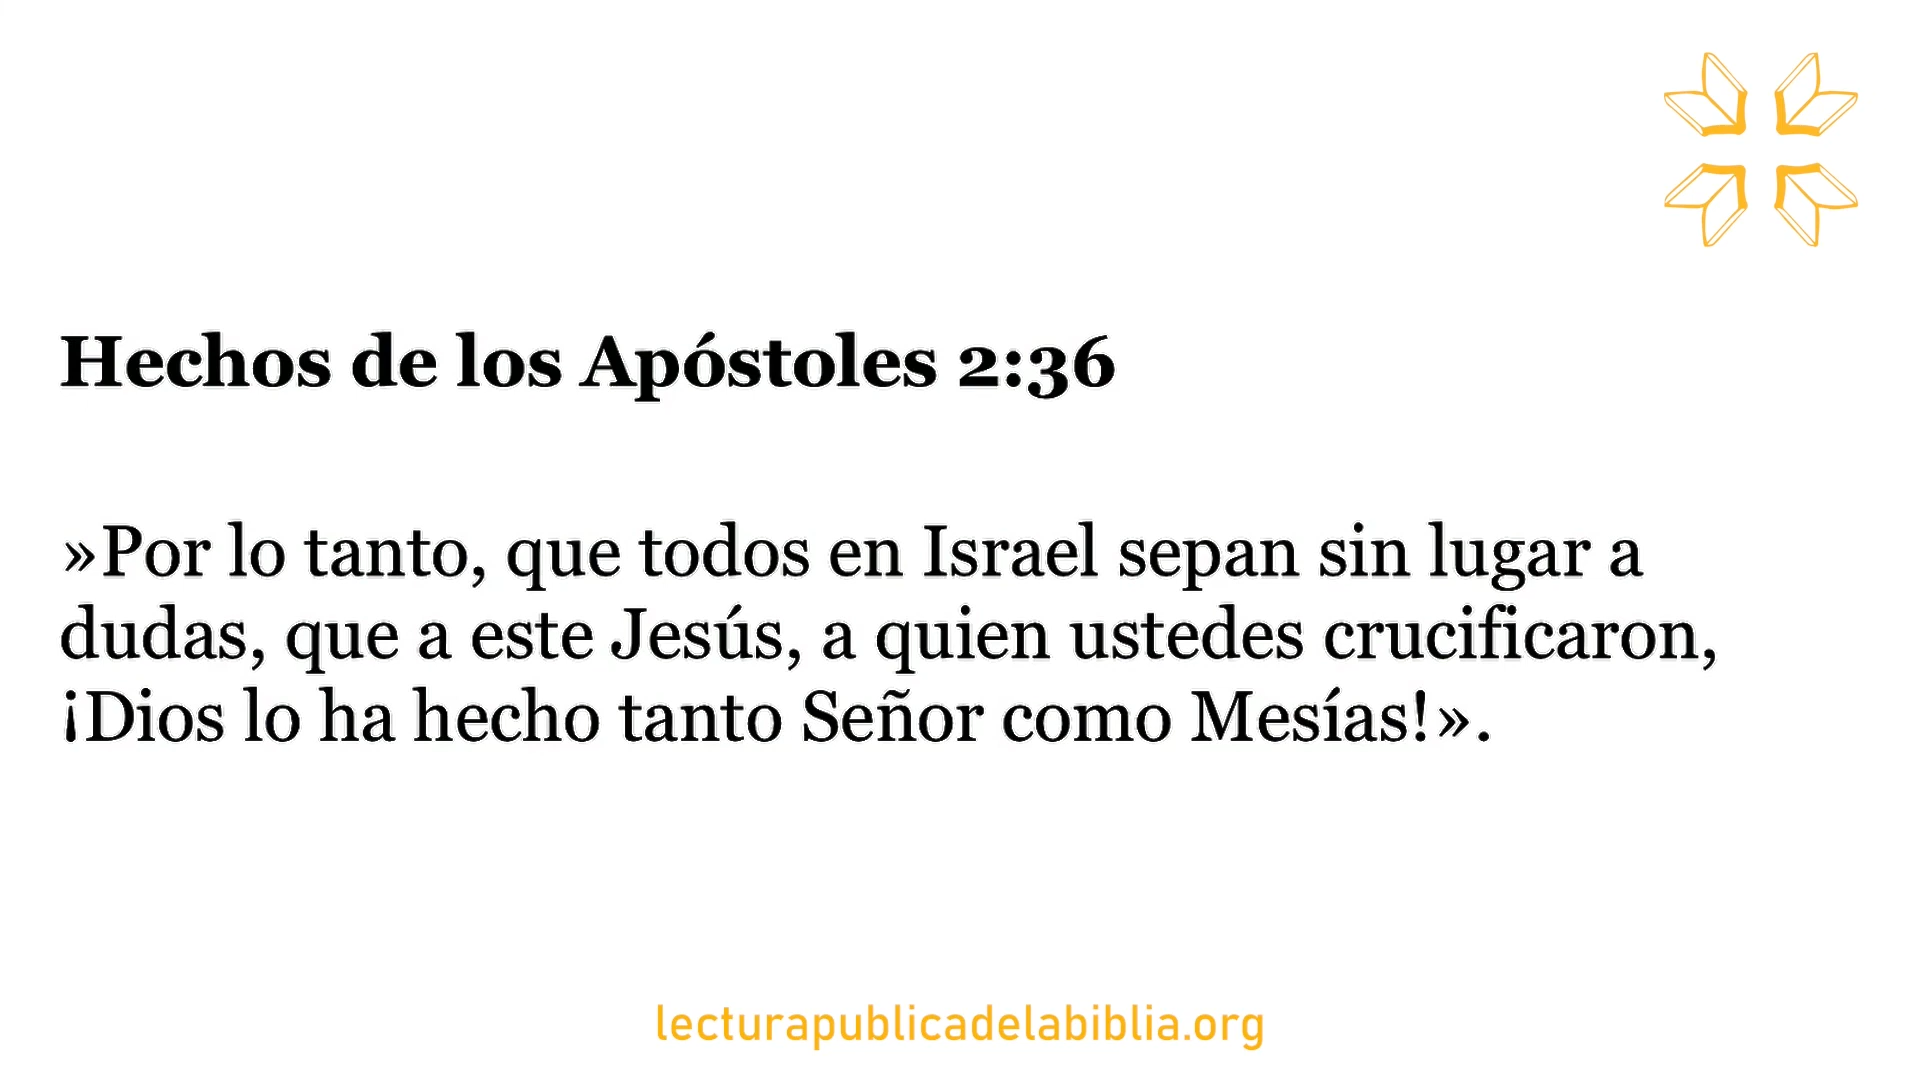 Hechos de los Apóstoles 2:36
»Por lo tanto, que todos en Israel sepan sin lugar a
dudas, que a este Jesús, a quien ustedes crucificaron,
¡Dios lo ha hecho tanto Señor como Mesías!».
lecturapublicadelabiblia.org